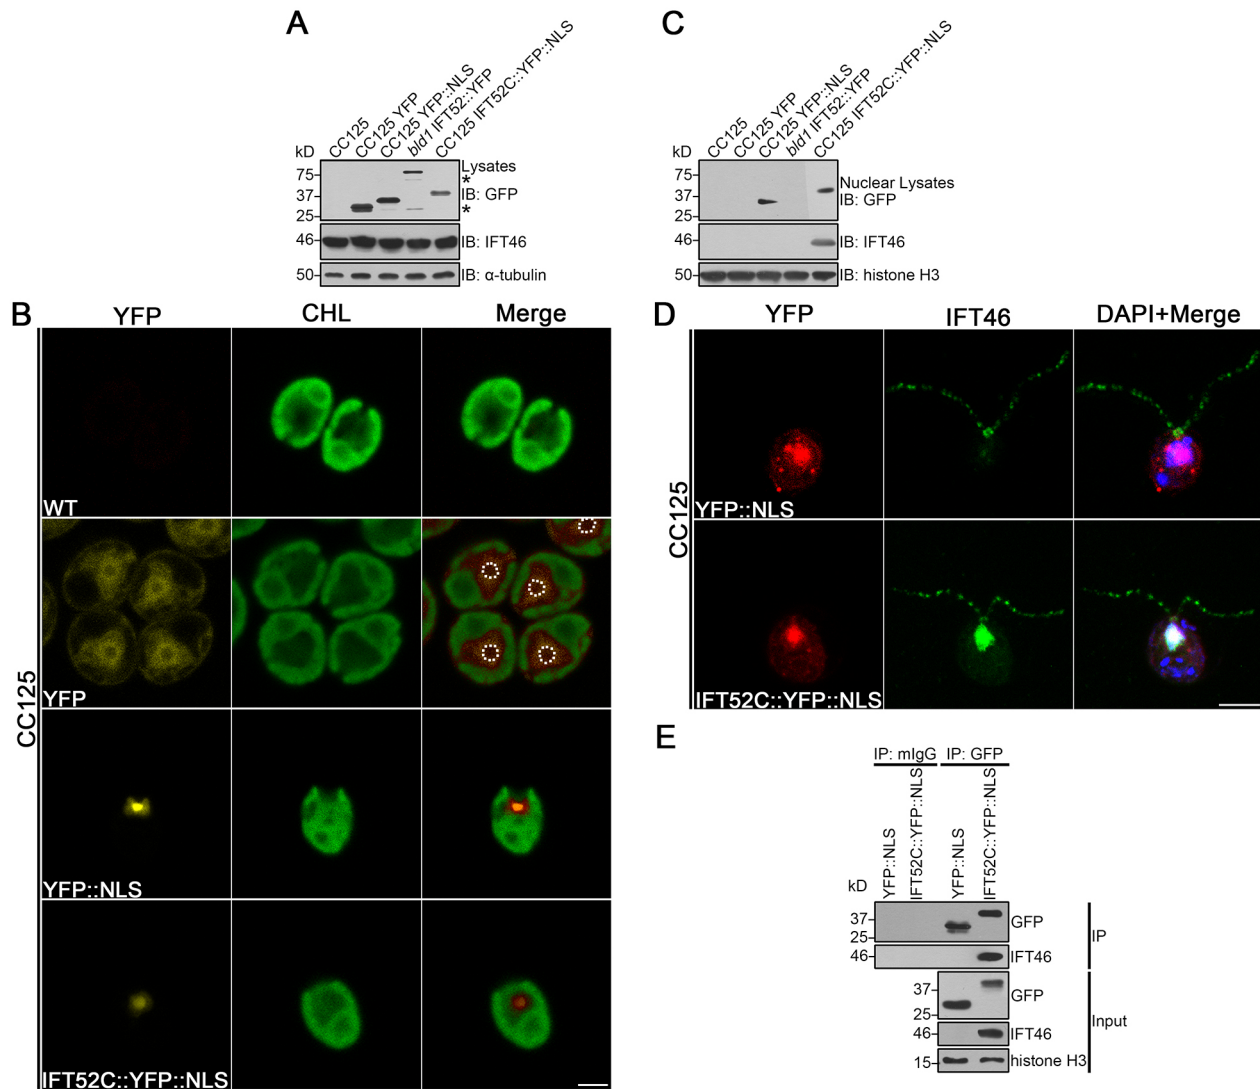 A
CC125
CC125 YFP
CC125 YFP::NLS
bld1 IFT52::YFP
CC125 IFT52C::YFP::NLS
kD
75
37
25
Lysates
*
IB: GFP
*
46
IB: IFT46
50
IB: α-tubulin
C
CC125
CC125 YFP
CC125 YFP::NLS
bld1 IFT52::YFP
CC125 IFT52C::YFP::NLS
kD
75
37
25
Nuclear Lysates
IB: GFP
46
IB: IFT46
50
IB: histone H3
B
YFP CHL Merge
CC125
WT
YFP
YFP::NLS
IFT52C::YFP::NLS
D
YFP IFT46 DAPI+Merge
CC125
YFP::NLS
IFT52C::YFP::NLS
E
IP: mIgG IP: GFP
YFP::NLS
IFT52C::YFP::NLS
YFP::NLS
IFT52C::YFP::NLS
kD
37
25
GFP
46
IFT46
IP
37
25
GFP
46
IFT46
15
histone H3
Input